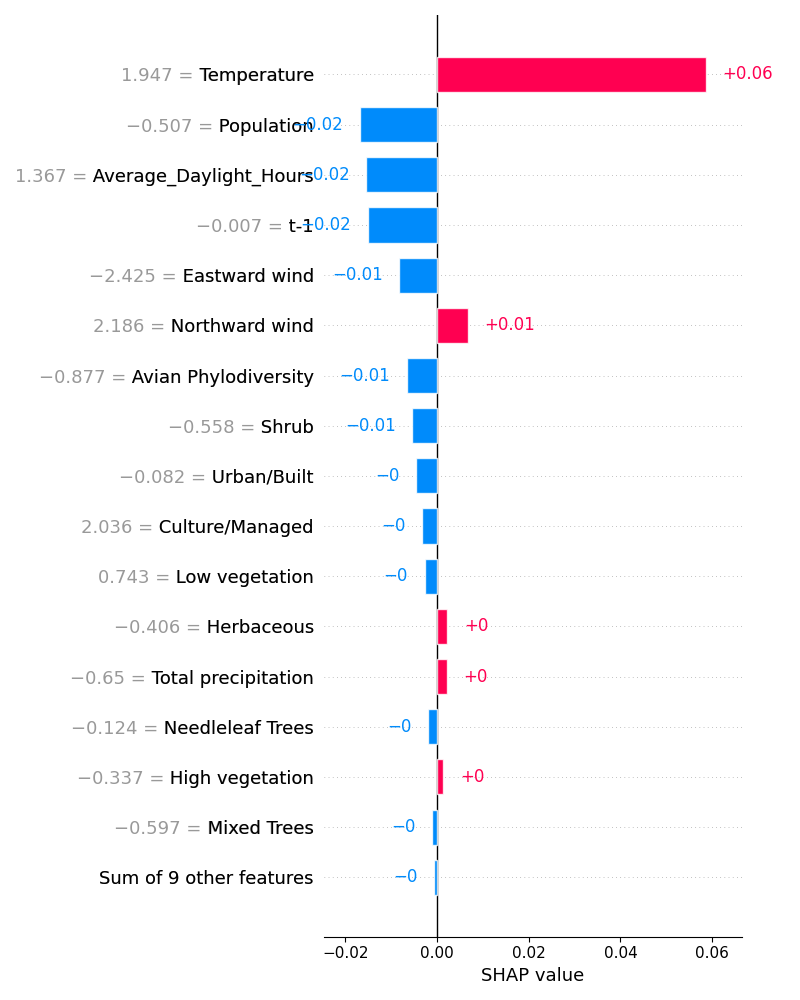 1.947 = Temperature +0.06
−0.507 = Population −0.02
1.367 = Average_Daylight_Hours −0.02
−0.007 = t-1 −0.02
−2.425 = Eastward wind −0.01
2.186 = Northward wind +0.01
−0.877 = Avian Phylodiversity −0.01
−0.558 = Shrub −0.01
−0.082 = Urban/Built −0
2.036 = Culture/Managed −0
0.743 = Low vegetation −0
−0.406 = Herbaceous +0
−0.65 = Total precipitation +0
−0.124 = Needleleaf Trees −0
−0.337 = High vegetation +0
−0.597 = Mixed Trees −0
Sum of 9 other features −0
−0.02 0.00 0.02 0.04 0.06
SHAP value